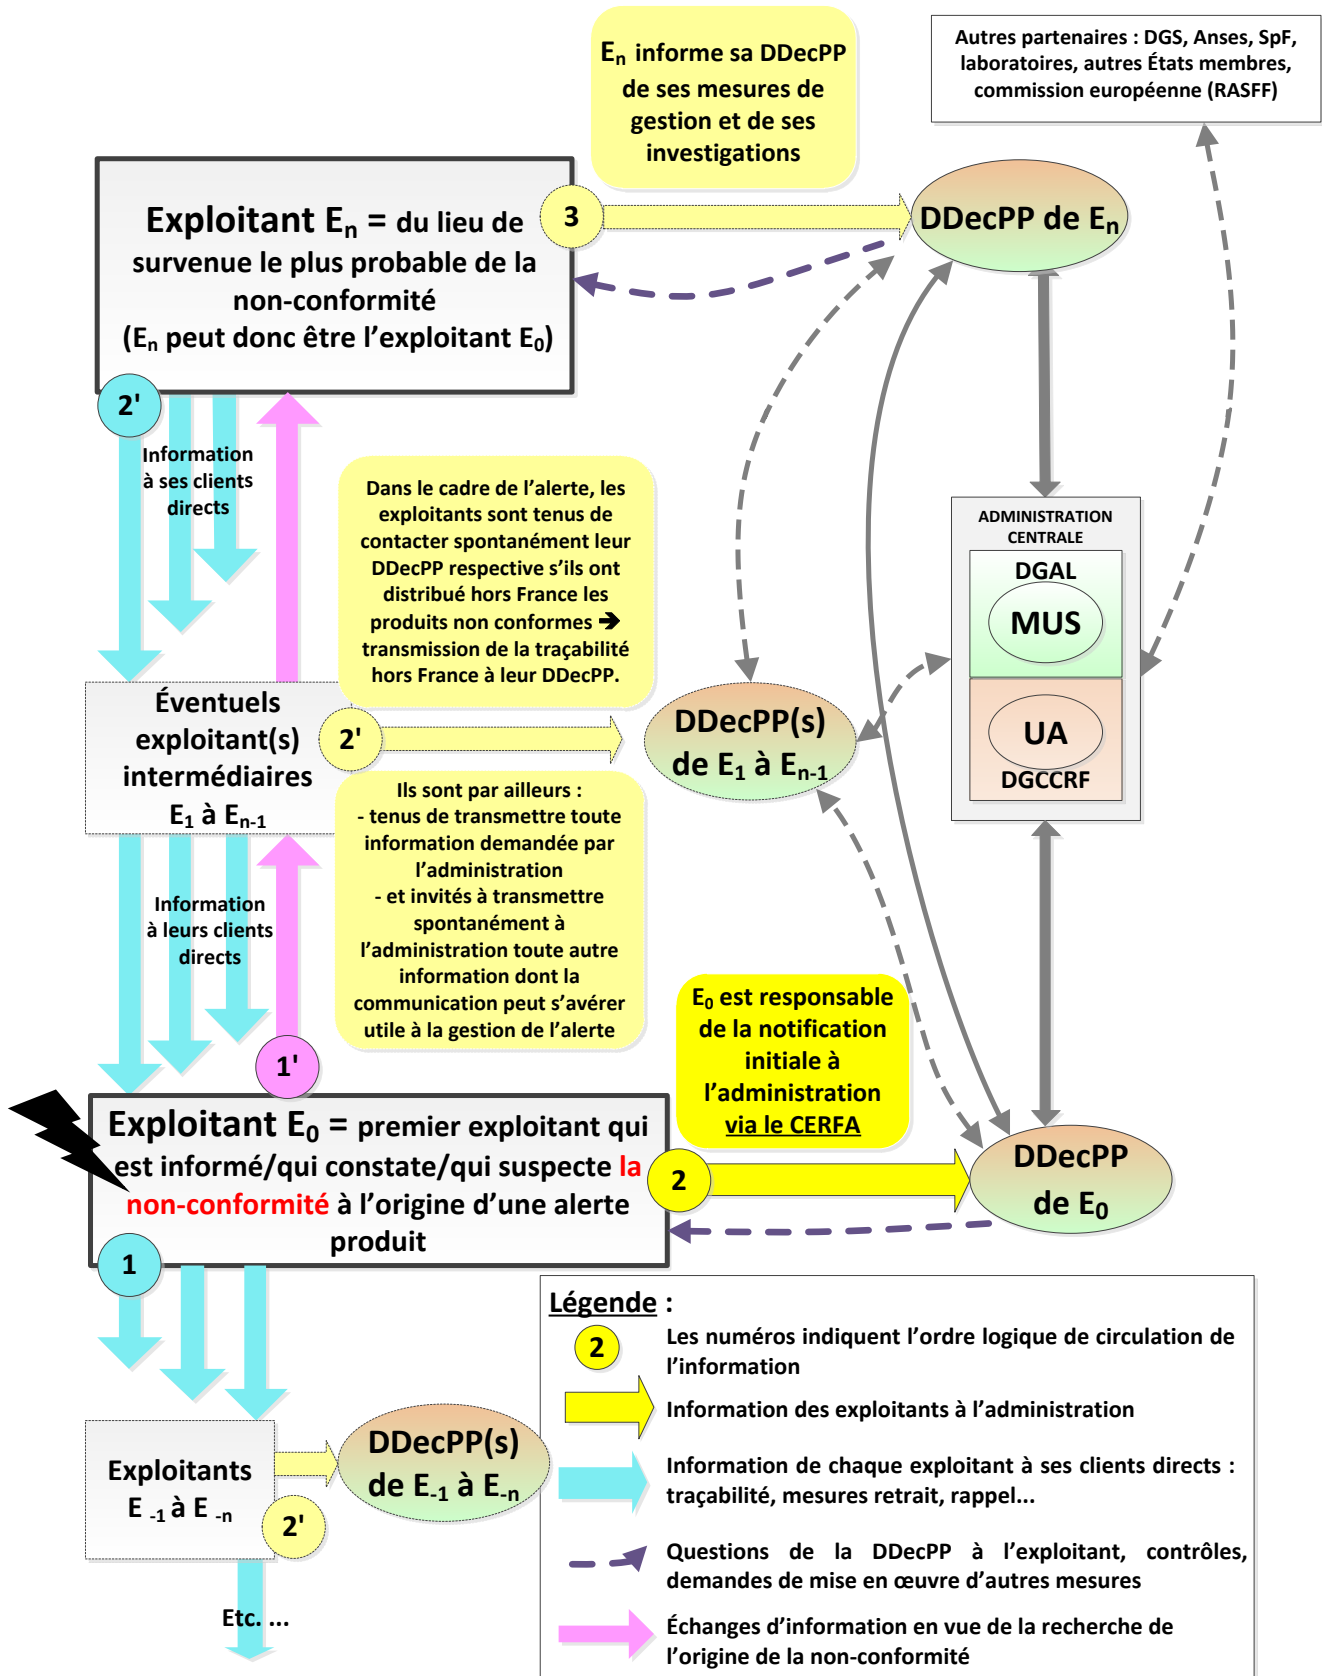 Autres partenaires : DGS, Anses, SpF,
laboratoires, autres États membres,
commission européenne (RASFF)
En informe sa DDecPP
de ses mesures de
gestion et de ses
investigations
Exploitant En = du lieu de
survenue le plus probable de la
non-conformité
(En peut donc être l’exploitant E0)
3
DDecPP de En
2'
Information
à ses clients
directs
Dans le cadre de l’alerte, les
exploitants sont tenus de
contacter spontanément leur
DDecPP respective s’ils ont
distribué hors France les
produits non conformes ➔
transmission de la traçabilité
hors France à leur DDecPP.
ADMINISTRATION
CENTRALE
DGAL
MUS
UA
DGCCRF
Éventuels
exploitant(s)
intermédiaires
E1 à En-1
2'
DDecPP(s)
de E1 à En-1
Ils sont par ailleurs :
- tenus de transmettre toute
information demandée par
l’administration
- et invités à transmettre
spontanément à
l’administration toute autre
information dont la
communication peut s’avérer
utile à la gestion de l’alerte
Information
à leurs clients
directs
1'
E0 est responsable
de la notification
initiale à
l’administration
via le CERFA
Exploitant E0 = premier exploitant qui
est informé/qui constate/qui suspecte la
non-conformité à l’origine d’une alerte
produit
2
DDecPP
de E0
1
Exploitants
E -1 à E -n
2'
DDecPP(s)
de E-1 à E-n
Etc. ...
Légende :
2
Les numéros indiquent l’ordre logique de circulation de
l’information
Information des exploitants à l’administration
Information de chaque exploitant à ses clients directs :
traçabilité, mesures retrait, rappel...
Questions de la DDecPP à l’exploitant, contrôles,
demandes de mise en œuvre d’autres mesures
Échanges d’information en vue de la recherche de
l’origine de la non-conformité